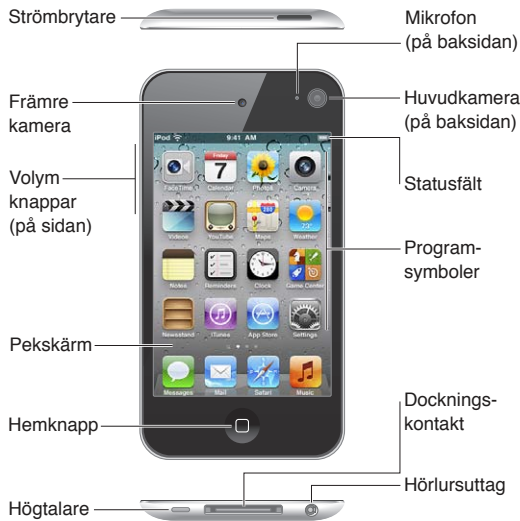 Strömbrytare
Mikrofon
(på baksidan)
Främre
kamera
Huvudkamera
(på baksidan)
iPod 9:41 AM
Statusfält
Volym
knappar
(på sidan)
Friday
7
FaceTime Calendar Photos Camera
280
73°
Videos YouTube Maps Weather
Program-
symboler
Notes Reminders Clock Game Center
Newsstand iTunes App Store Settings
Pekskärm
Messages Mail Safari Music
Hemknapp
Docknings-
kontakt
Högtalare
Hörlursuttag